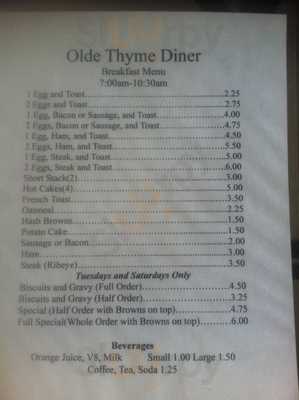 Olde Thyme Diner
Breakfast Menu
7:00am-10:30am
1 Egg and Toast 2.25
2 Eggs and Toast 2.75
1 Egg, Bacon or Sausage, and Toast 4.00
2 Eggs, Bacon or Sausage, and Toast 4.75
1 Egg, Ham, and Toast 4.50
2 Eggs, Ham, and Toast 5.50
1 Egg, Steak, and Toast 5.00
2 Eggs, Steak, and Toast 6.00
Short Stack(2) 3.00
Hot Cakes(4) 5.00
French Toast 3.50
Oatmeal 2.25
Hash Browns 1.50
Potato Cake 1.50
Sausage or Bacon 2.00
Ham 3.00
Steak (Ribeye) 3.50
Tuesdays and Saturdays Only
Biscuits and Gravy (Full Order) 4.50
Biscuits and Gravy (Half Order) 3.25
Special (Half Order with Browns on top) 4.75
Full Special(Whole Order with Browns on top) 6.00
Beverages
Orange Juice, V8, Milk Small 1.00 Large 1.50
Coffee, Tea, Soda 1.25